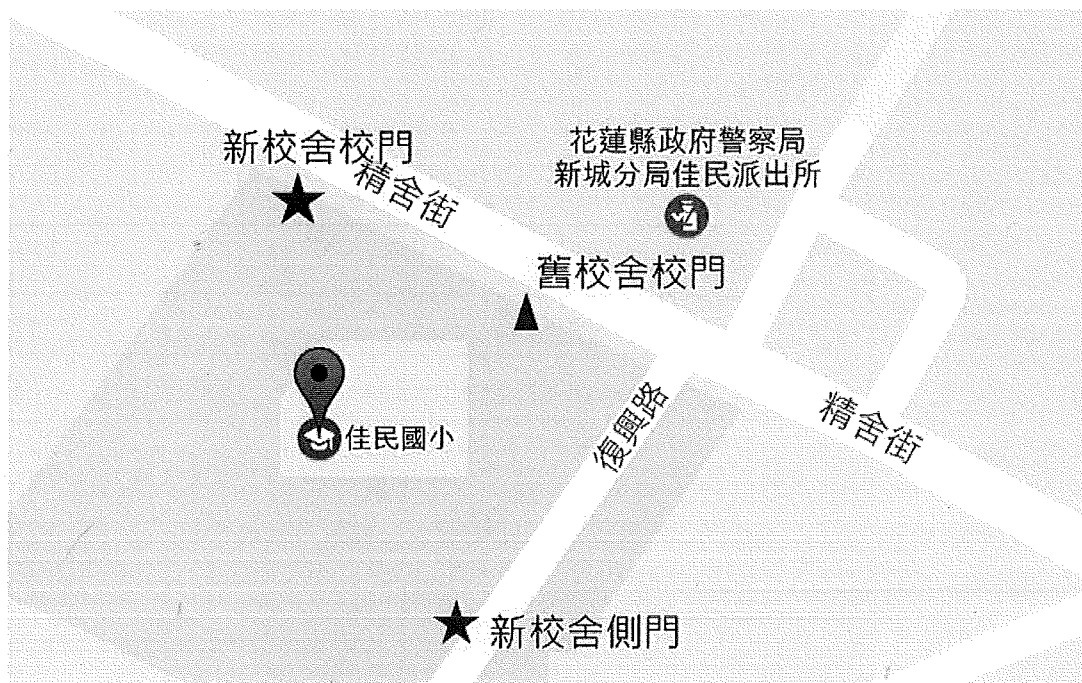 新校舍校門
精舍街
花蓮縣政府警察局
新城分局佳民派出所
舊校舍校門
佳民國小
復興路
精舍街
新校舍側門